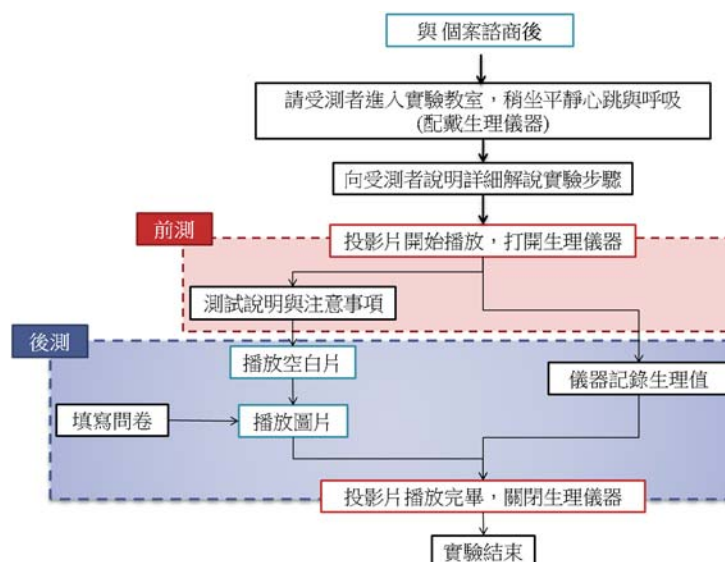 與 個案諮商後
請受測者進入實驗教室，稍坐平靜心跳與呼吸
(配戴生理儀器)
向受測者說明詳細解說實驗步驟
前測
投影片開始播放，打開生理儀器
測試說明與注意事項
後測
播放空白片
儀器記錄生理值
填寫問卷
播放圖片
投影片播放完畢，關閉生理儀器
實驗結束